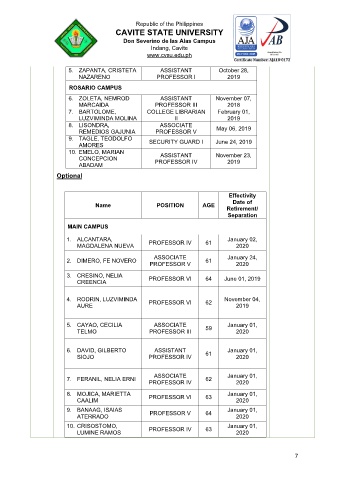 Republic of the Philippines
CAVITE STATE UNIVERSITY
Don Severino de las Alas Campus
Indang, Cavite
www.cvsu.edu.ph
AJA
AB
Certificate Number AJA19-0173
5. ZAPANTA, CRISTETA NAZARENO ASSISTANT PROFESSOR I October 28, 2019
ROSARIO CAMPUS
6. ZOLETA, NEMROD MARCAIDA ASSISTANT PROFESSOR III November 07, 2018
7. BARTOLOME, LUZVIMINDA MOLINA COLLEGE LIBRARIAN II February 01, 2019
8. LISONDRA, REMEDIOS GAJUNIA ASSOCIATE PROFESSOR V May 06, 2019
9. TAGLE, TEODOLFO AMORES SECURITY GUARD I June 24, 2019
10. EMELO, MARIAN CONCEPCION ABADAM ASSISTANT PROFESSOR IV November 23, 2019
Optional
Name POSITION AGE Effectivity Date of Retirement/ Separation
MAIN CAMPUS
1. ALCANTARA, MAGDALENA NUEVA PROFESSOR IV 61 January 02, 2020
2. DIMERO, FE NOVERO ASSOCIATE PROFESSOR V 61 January 24, 2020
3. CRESINO, NELIA CREENCIA PROFESSOR VI 64 June 01, 2019
4. RODRIN, LUZVIMINDA AURE PROFESSOR VI 62 November 04, 2019
5. CAYAO, CECILIA TELMO ASSOCIATE PROFESSOR III 59 January 01, 2020
6. DAVID, GILBERTO SIOJO ASSISTANT PROFESSOR IV 61 January 01, 2020
7. FERANIL, NELIA ERNI ASSOCIATE PROFESSOR IV 62 January 01, 2020
8. MOJICA, MARIETTA CAALIM PROFESSOR VI 63 January 01, 2020
9. BANAAG, ISAIAS ATERRADO PROFESSOR V 64 January 01, 2020
10. CRISOSTOMO, LUMINE RAMOS PROFESSOR IV 63 January 01, 2020
7